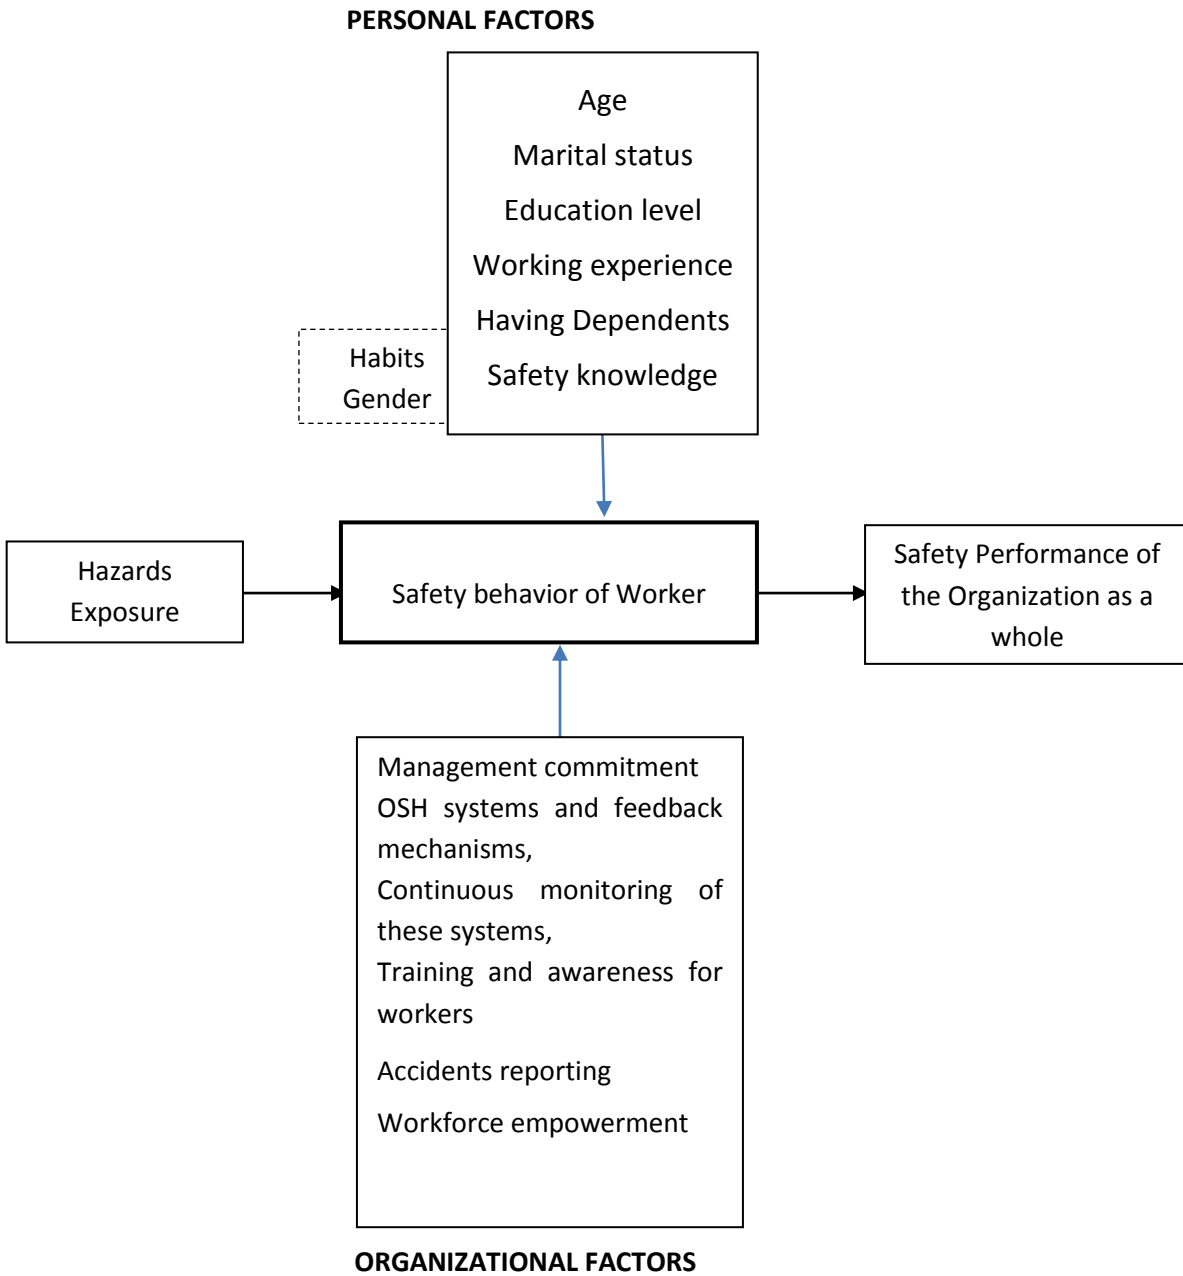 PERSONAL FACTORS
Age
Marital status
Education level
Working experience
Having Dependents
Safety knowledge
Habits
Gender
Hazards
Exposure
Safety behavior of Worker
Safety Performance of
the Organization as a
whole
Management commitment
OSH systems and feedback
mechanisms,
Continuous monitoring of
these systems,
Training and awareness for
workers
Accidents reporting
Workforce empowerment
ORGANIZATIONAL FACTORS